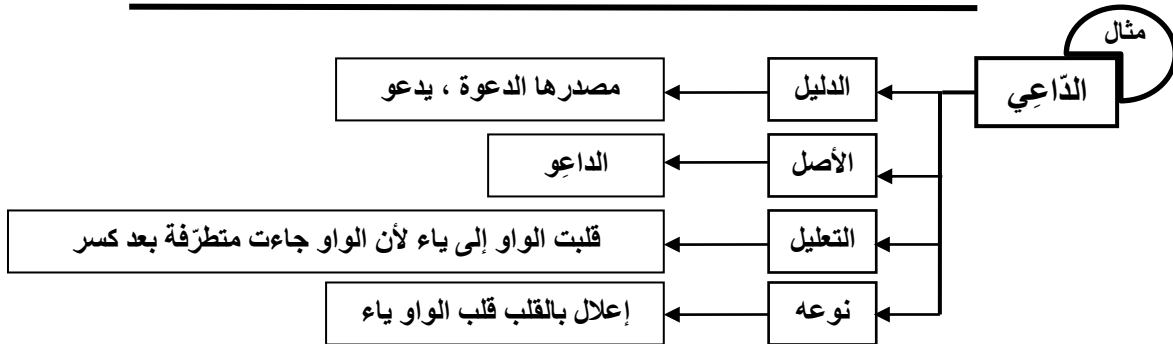 مثال
الدّاعِي
الدليل
مصدرها الدعوة ، يدعو
الأصل
الداعِو
التعليل
قلبت الواو إلى ياء لأن الواو جاءت متطرّفة بعد كسر
نوعه
إعلال بالقلب قلب الواو ياء